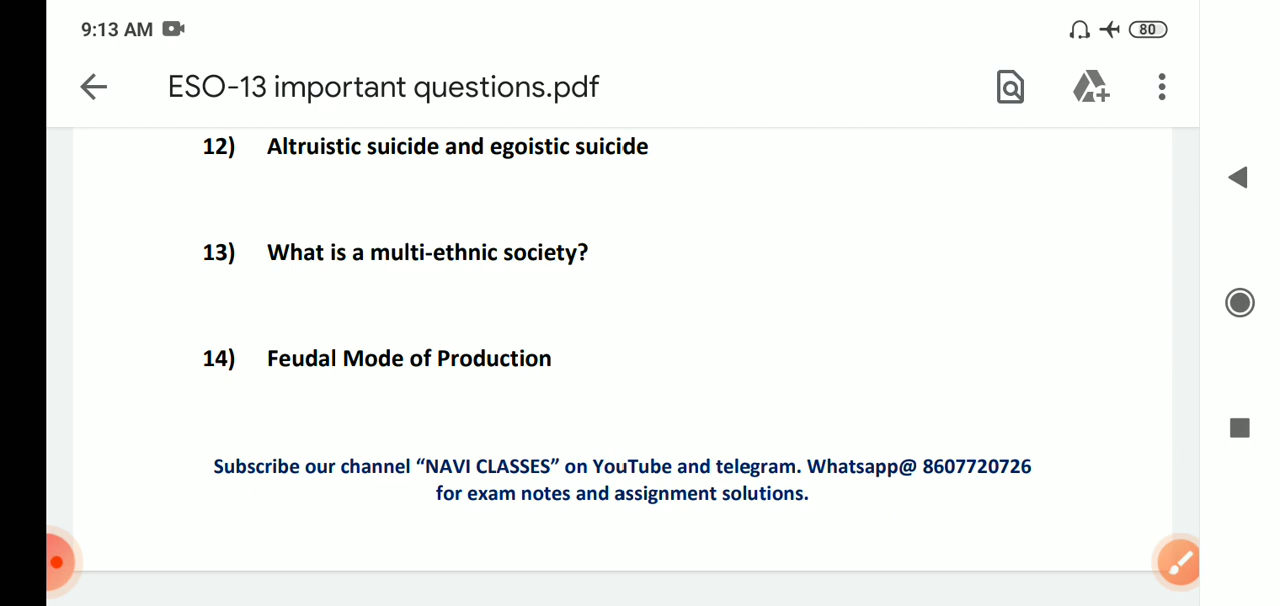 9:13 AM
80
ESO-13 important questions.pdf
12) Altruistic suicide and egoistic suicide
13) What is a multi-ethnic society?
14) Feudal Mode of Production
Subscribe our channel “NAVI CLASSES” on YouTube and telegram. Whatsapp@ 8607720726
for exam notes and assignment solutions.